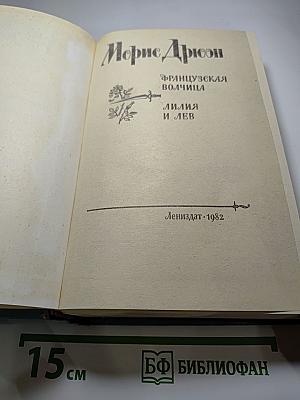 Морис Дрюон
ФРАНЦУЗСКАЯ
ВОЛЧИЦА
ЛИЛИЯ
И ЛЕВ
Лениздат · 1982
15 см
БФ БИБЛИОФАН